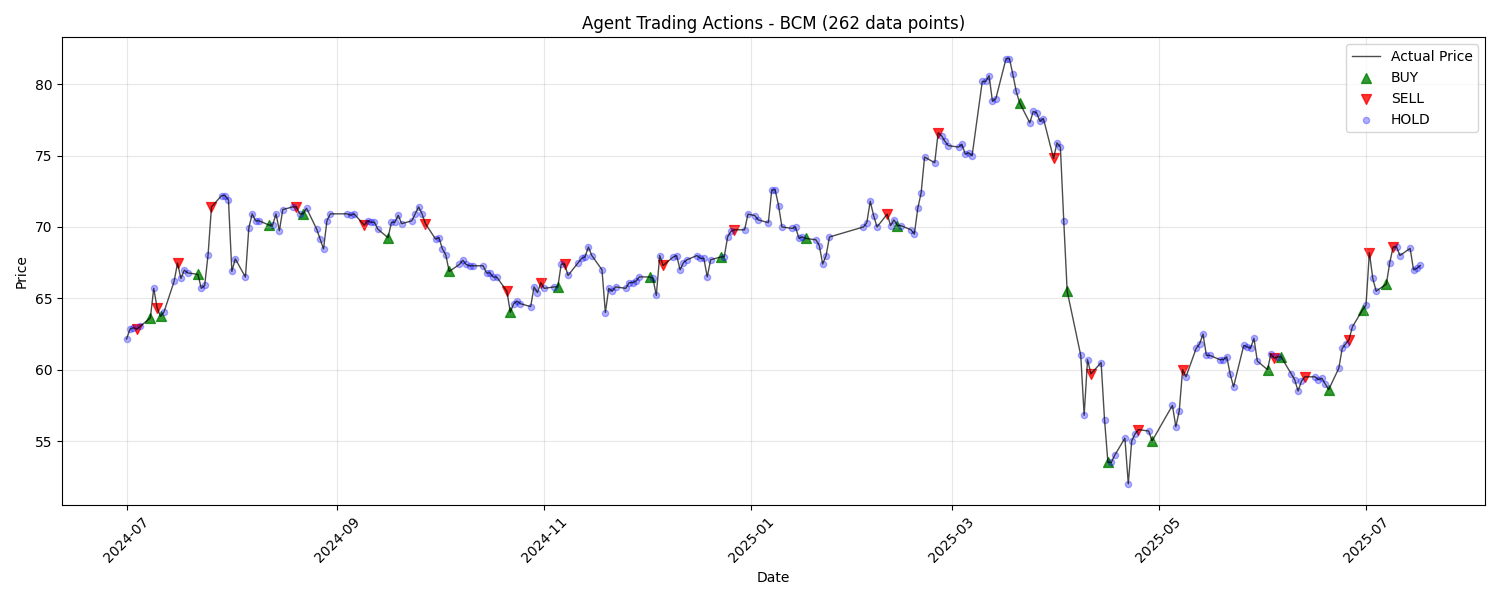 Agent Trading Actions - BCM (262 data points)
Actual Price
BUY
SELL
HOLD
Price
80
75
70
65
60
55
2024-07
2024-09
2024-11
2025-01
2025-03
2025-05
2025-07
Date